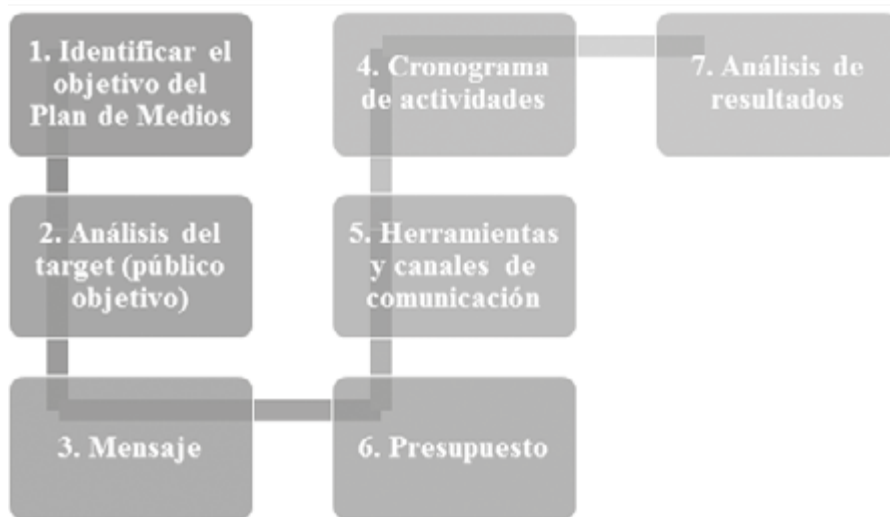 1. Identificar el
objetivo del
Plan de Medios
2. Análisis del
target (público
objetivo)
3. Mensaje
4. Cronograma
de actividades
5. Herramientas
y canales de
comunicación
6. Presupuesto
7. Análisis de
resultados